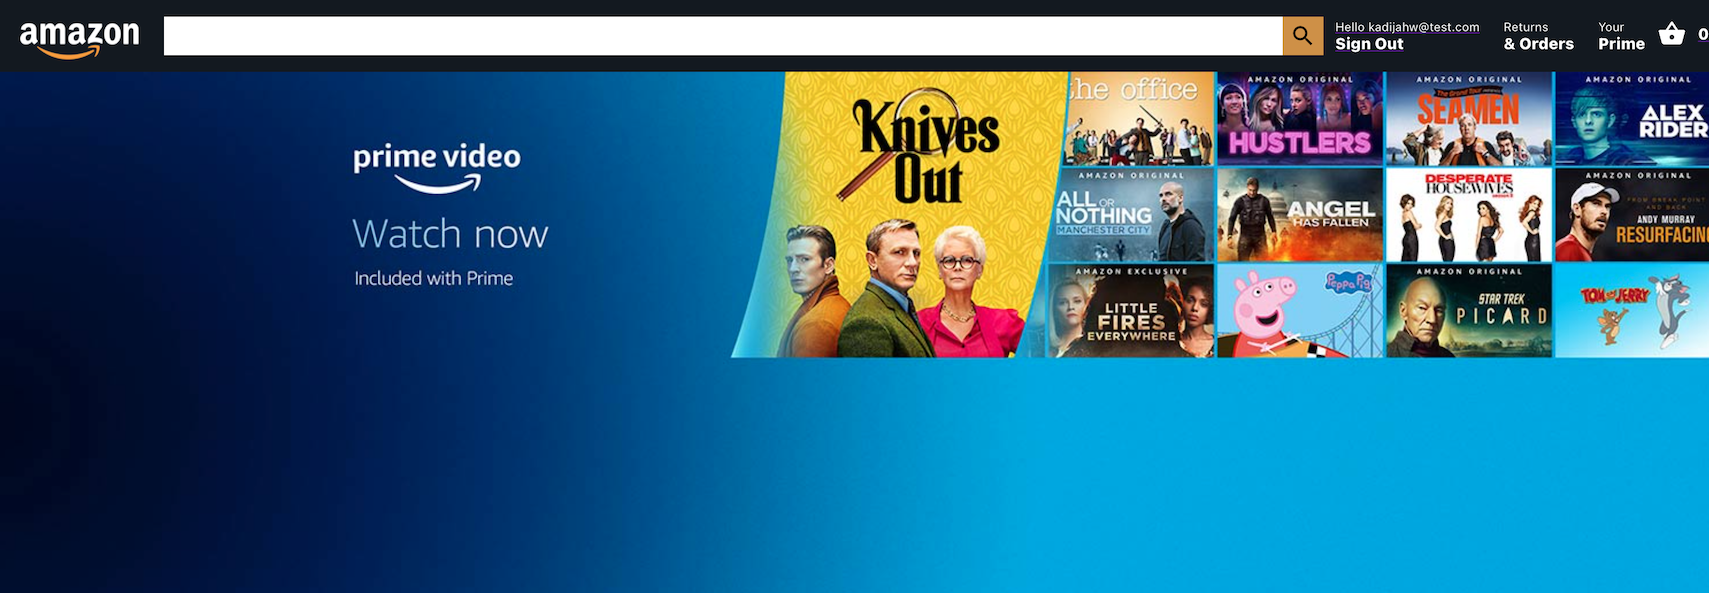 amazon
Hello kadijahw@test.com
Sign Out
Returns
& Orders
Your
Prime
0
prime video
Watch now
Included with Prime
Knives
Out
the office
AMAZON ORIGINAL
HUSTLERS
AMAZON ORIGINAL
The Grand Tour
SEAMEN
AMAZON ORIGINAL
ALEX
RIDER
AMAZON ORIGINAL
ALL OR
NOTHING
MANCHESTER CITY
ANGEL
HAS FALLEN
DESPERATE
HOUSEWIVES
AMAZON ORIGINAL
FROM BREAK POINT
AND BACK
ANDY MURRAY
RESURFACIN
AMAZON EXCLUSIVE
LITTLE
FIRES
EVERYWHERE
Peppa Pig
AMAZON ORIGINAL
STAR TREK
PICARD
TOM and JERRY